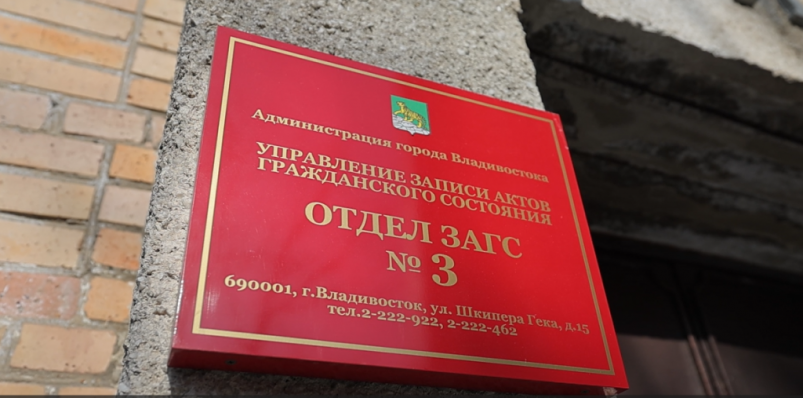 Администрация города Владивостока
УПРАВЛЕНИЕ ЗАПИСИ АКТОВ
ГРАЖДАНСКОГО СОСТОЯНИЯ
ОТДЕЛ ЗАГС
№ 3
690001, г.Владивосток, ул. Шкипера Гека, д.15
тел.2-222-922, 2-222-462